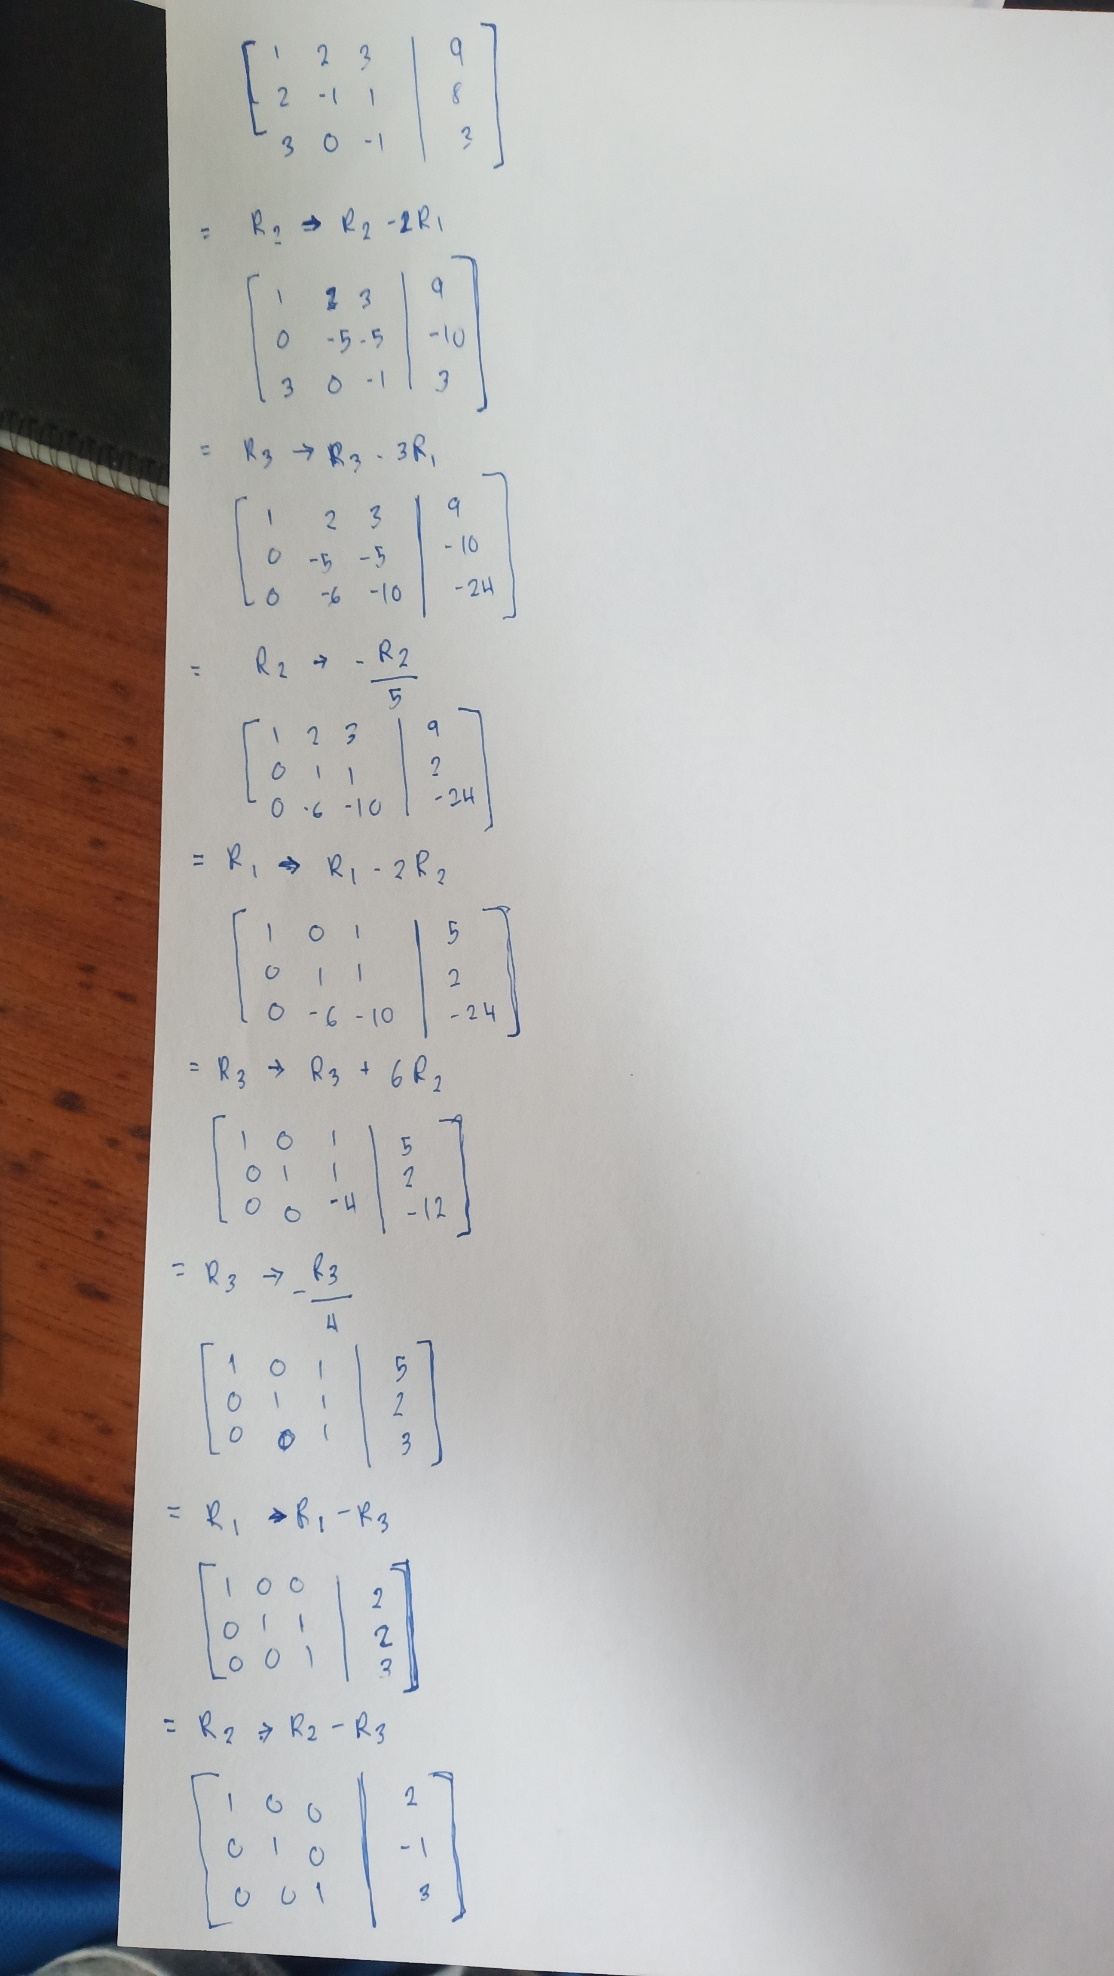 [ 1 2 3 | 9 ]
[ 2 -1 1 | 8 ]
[ 3 0 -1 | 3 ]
= R₂ → R₂ - 2R₁
[ 1 2 3 | 9 ]
[ 0 -5 -5 | -10 ]
[ 3 0 -1 | 3 ]
= R₃ → R₃ - 3R₁
[ 1 2 3 | 9 ]
[ 0 -5 -5 | -10 ]
[ 0 -6 -10 | -24 ]
= R₂ → -R₂/5
[ 1 2 3 | 9 ]
[ 0 1 1 | 2 ]
[ 0 -6 -10 | -24 ]
= R₁ → R₁ - 2R₂
[ 1 0 1 | 5 ]
[ 0 1 1 | 2 ]
[ 0 -6 -10 | -24 ]
= R₃ → R₃ + 6R₂
[ 1 0 1 | 5 ]
[ 0 1 1 | 2 ]
[ 0 0 -4 | -12 ]
= R₃ → -R₃/4
[ 1 0 1 | 5 ]
[ 0 1 1 | 2 ]
[ 0 0 1 | 3 ]
= R₁ → R₁ - R₃
[ 1 0 0 | 2 ]
[ 0 1 1 | 2 ]
[ 0 0 1 | 3 ]
= R₂ → R₂ - R₃
[ 1 0 0 | 2 ]
[ 0 1 0 | -1 ]
[ 0 0 1 | 3 ]